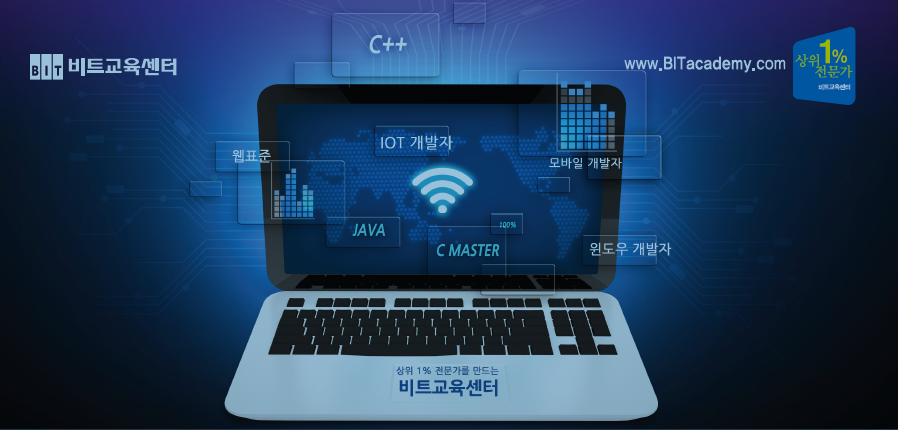 C++
BIT 비트교육센터
www.BITacademy.com
상위 1%
전문가
비트교육센터
IOT 개발자
웹표준
모바일 개발자
JAVA
100%
C MASTER
윈도우 개발자
상위 1% 전문가를 만드는
비트교육센터